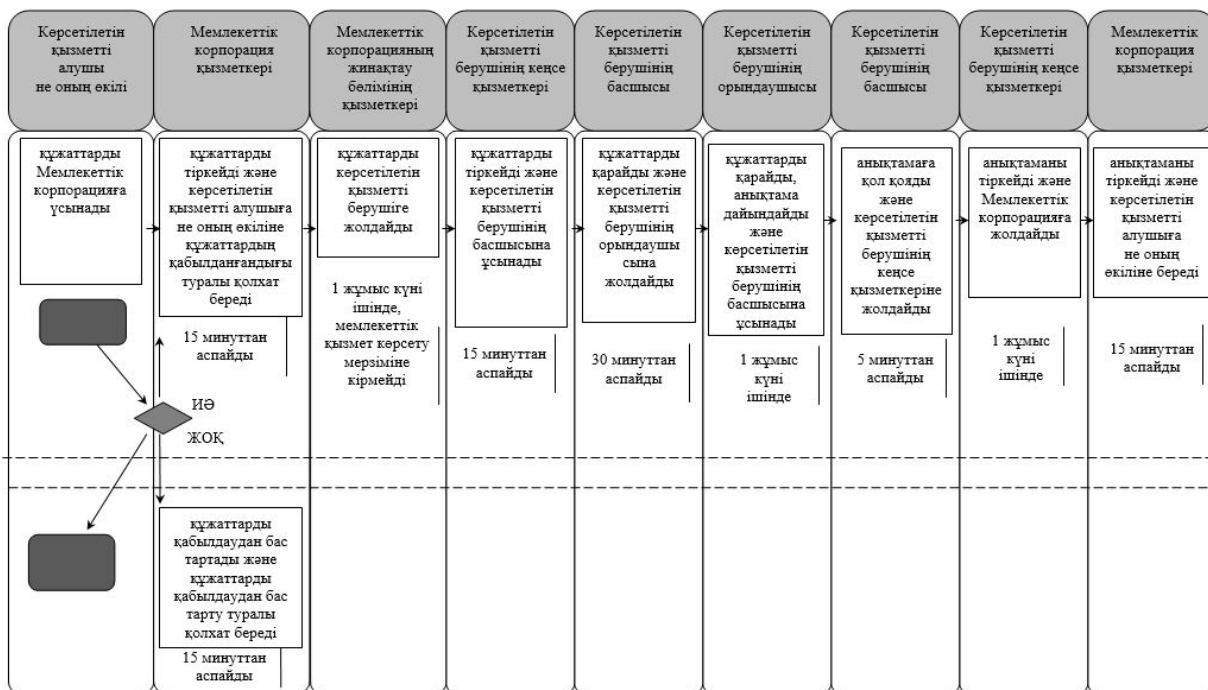 Көрсетілетін
қызметті
алушы
не оның өкілі
Мемлекеттік
корпорация
қызметкері
Мемлекеттік
корпорацияның
жинақтау
бөлімінің
қызметкері
Көрсетілетін
қызметті
берушінің кеңсе
қызметкері
Көрсетілетін
қызметті
берушінің
басшысы
Көрсетілетін
қызметті
берушінің
орындаушысы
Көрсетілетін
қызметті
берушінің
басшысы
Көрсетілетін
қызметті
берушінің кеңсе
қызметкері
Мемлекеттік
корпорация
қызметкері
құжаттарды
Мемлекеттік
корпорацияға
ұсынады
құжаттарды
тіркейді және
көрсетілетін
қызметті алушыға
не оның өкіліне
құжаттардың
қабылданғандығы
туралы қолхат
береді
15 минуттан
аспайды
құжаттарды
көрсетілетін
қызметті
берушіге
жолдайды
1 жұмыс күні
ішінде,
мемлекеттік
қызмет көрсету
мерзіміне
кірмейді
құжаттарды
тіркейді және
көрсетілетін
қызметті
берушінің
басшысына
ұсынады
15 минуттан
аспайды
құжаттарды
қарайды және
көрсетілетін
қызметті
берушінің
орындаушы
сына
жолдайды
30 минуттан
аспайды
құжаттарды
қарайды,
анықтама
дайындайды
және
көрсетілетін
қызметті
берушінің
басшысына
ұсынады
1 жұмыс
күні
ішінде
анықтамаға
қол қояды
және
көрсетілетін
қызметті
берушінің
кеңсе
қызметкеріне
жолдайды
5 минуттан
аспайды
анықтаманы
тіркейді және
Мемлекеттік
корпорацияға
жолдайды
1 жұмыс
күні
ішінде
анықтаманы
тіркейді және
көрсетілетін
қызметті
алушыға
не оның
өкіліне береді
15 минуттан
аспайды
ИӘ
ЖОҚ
құжаттарды
қабылдаудан бас
тартады және
құжаттарды
қабылдаудан бас
тарту туралы
қолхат береді
15 минуттан
аспайды